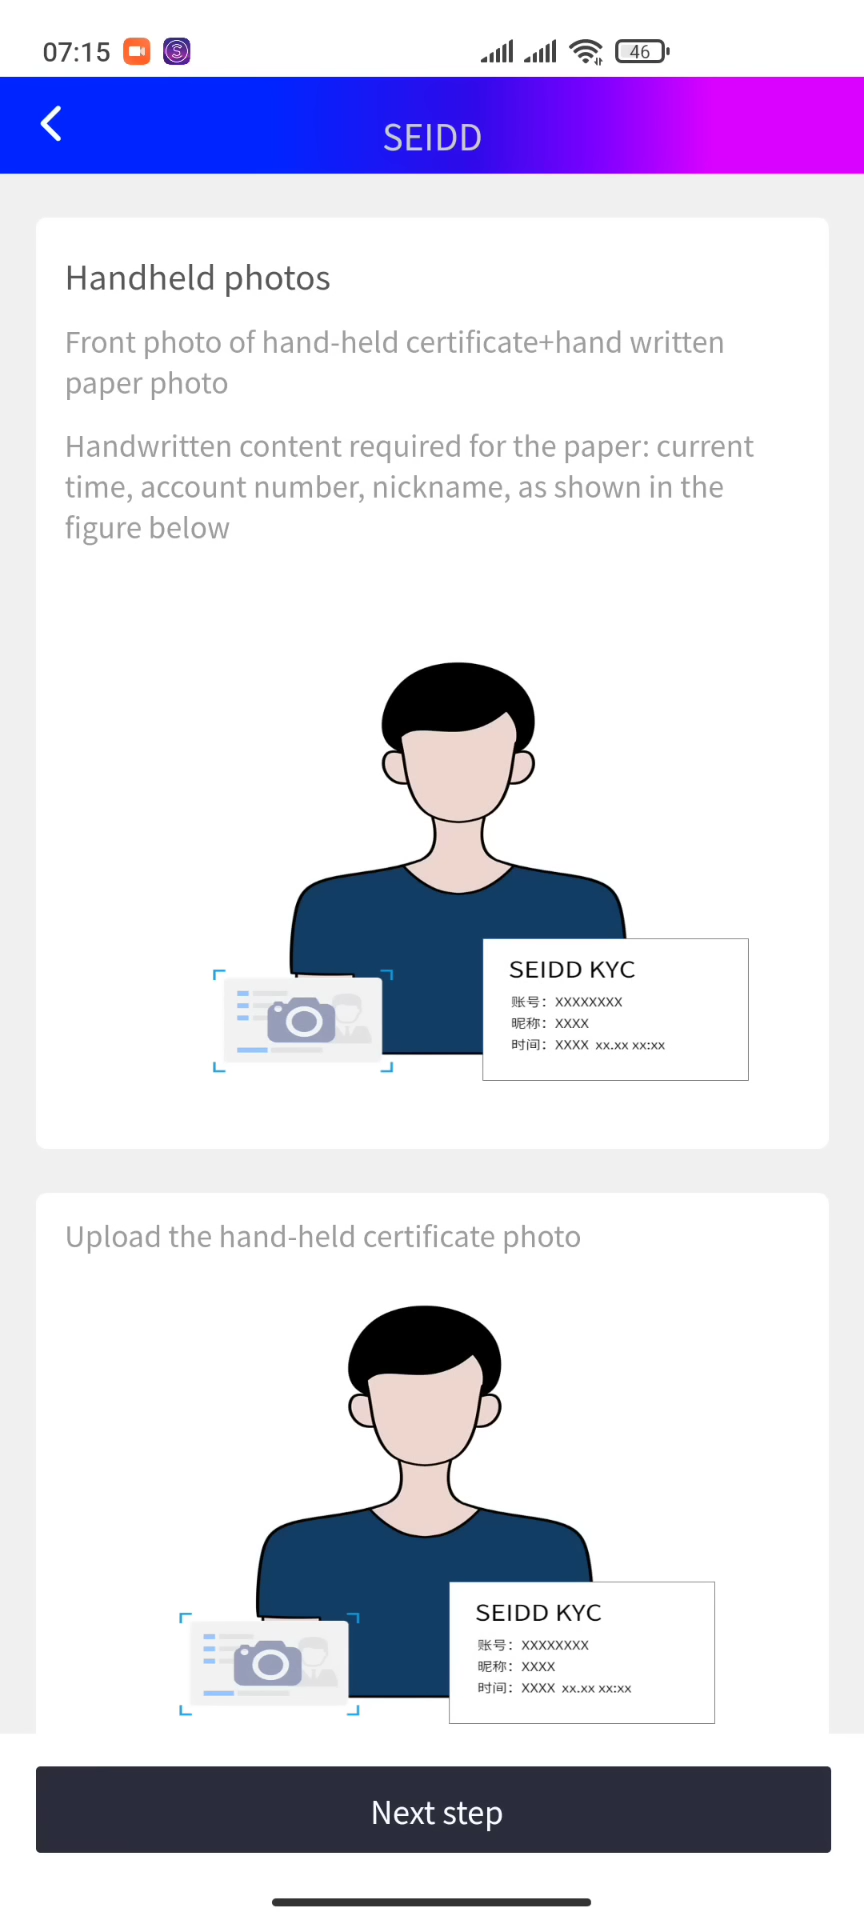 07:15
46
SEIDD
Handheld photos
Front photo of hand-held certificate+hand written
paper photo
Handwritten content required for the paper: current
time, account number, nickname, as shown in the
figure below
SEIDD KYC
账号：XXXXXXXX
昵称：XXXX
时间：XXXX xx.xx xx:xx
Upload the hand-held certificate photo
SEIDD KYC
账号：XXXXXXXX
昵称：XXXX
时间：XXXX xx.xx xx:xx
Next step